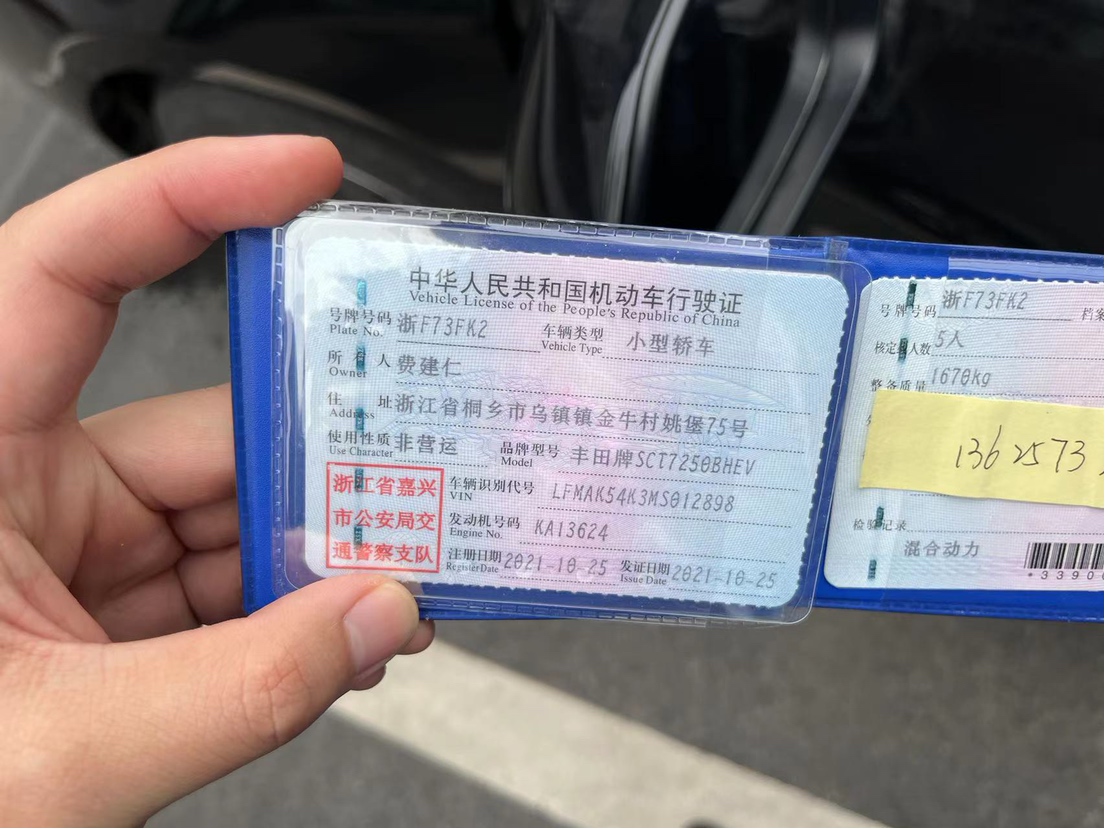 中华人民共和国机动车行驶证
Vehicle License of the People's Republic of China
号牌号码 浙F73FK2 车辆类型 小型轿车
Plate No. Vehicle Type
所有人 费建仁
Owner
住址 浙江省桐乡市乌镇镇金牛村姚堡75号
Address
使用性质 非营运 品牌型号 丰田牌SCT7250BHEV
Use Character Model
浙江省嘉兴
市公安局交
通警察支队
车辆识别代号 LFMAK54K3MS012898
VIN
发动机号码 KA13624
Engine No.
注册日期 2021-10-25 发证日期 2021-10-25
Register Date Issue Date
号牌号码 浙F73FK2 档案
核定载人数 5人
整备质量 1670Kg
1362573
检验记录
混合动力
*33900